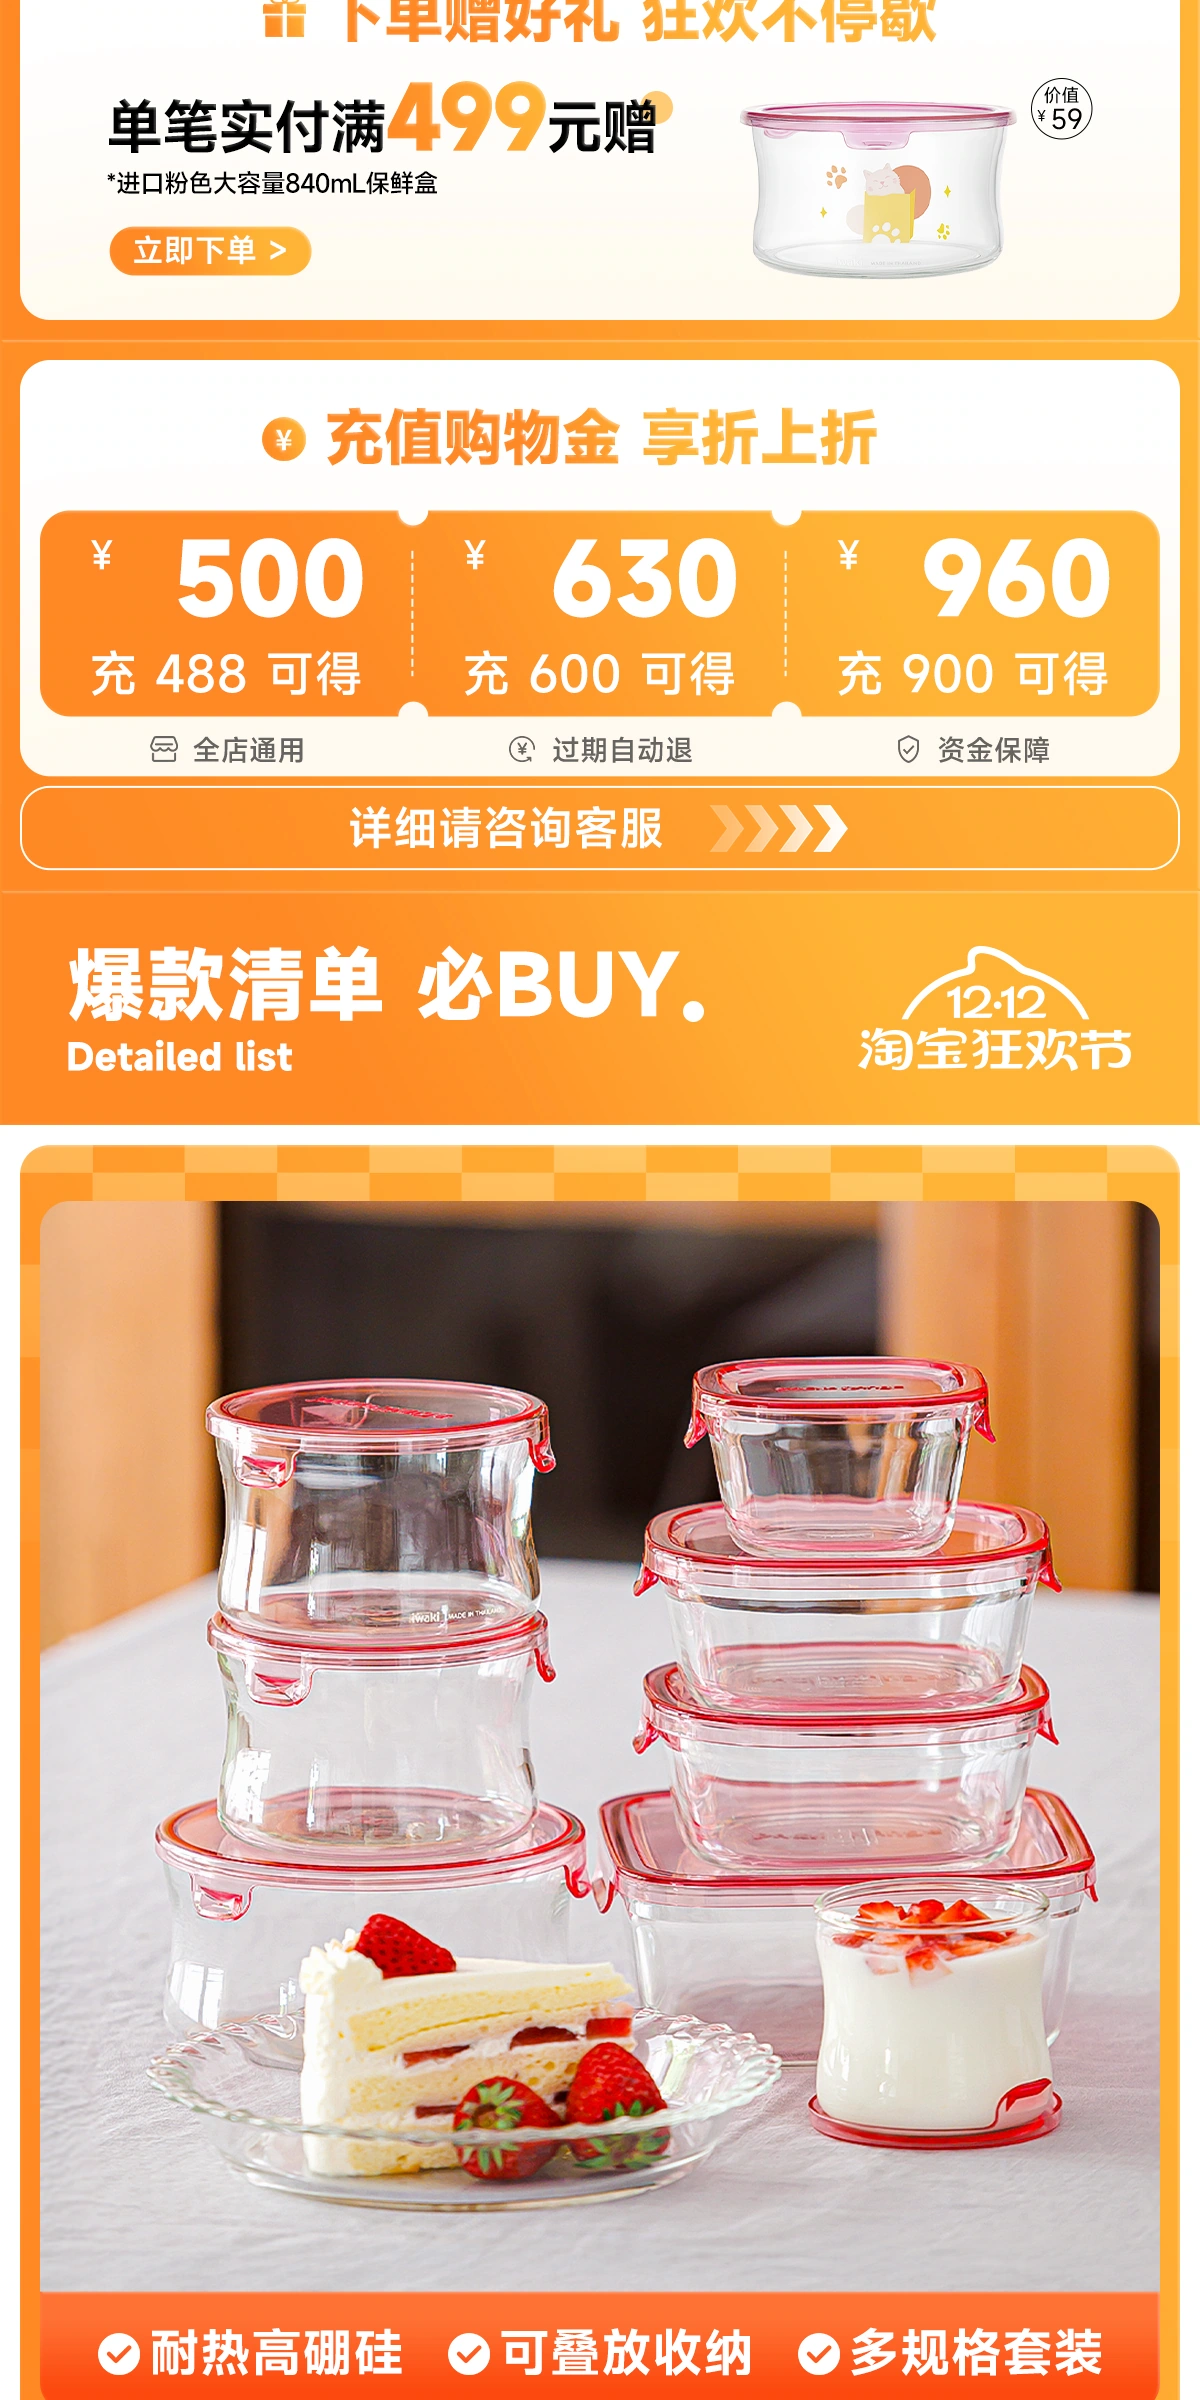 下单赠好礼 狂欢不停歇
单笔实付满499元赠
*进口粉色大容量840mL保鲜盒
立即下单 >
价值
¥59
¥ 充值购物金 享折上折
¥ 500
充 488 可得
¥ 630
充 600 可得
¥ 960
充 900 可得
全店通用
¥ 过期自动退
资金保障
详细请咨询客服
爆款清单 必BUY.
Detailed list
12·12
淘宝狂欢节
iwaki MADE IN THAILAND
耐热高硼硅
可叠放收纳
多规格套装